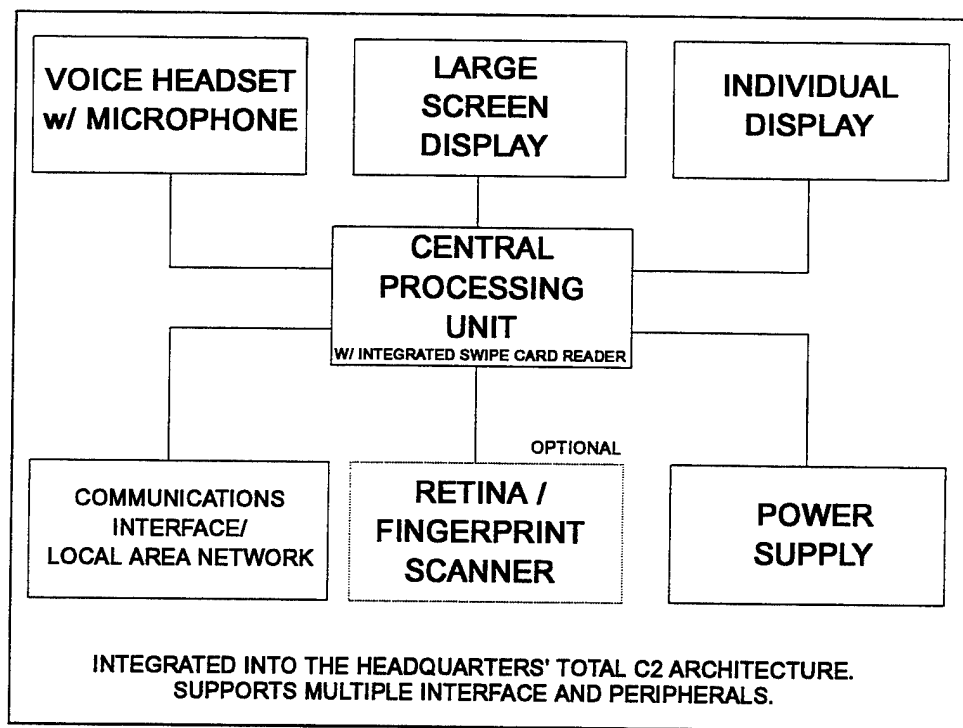 VOICE HEADSET
w/ MICROPHONE
LARGE
SCREEN
DISPLAY
INDIVIDUAL
DISPLAY
CENTRAL
PROCESSING
UNIT
W/ INTEGRATED SWIPE CARD READER
COMMUNICATIONS
INTERFACE/
LOCAL AREA NETWORK
OPTIONAL
RETINA /
FINGERPRINT
SCANNER
POWER
SUPPLY
INTEGRATED INTO THE HEADQUARTERS' TOTAL C2 ARCHITECTURE.
SUPPORTS MULTIPLE INTERFACE AND PERIPHERALS.